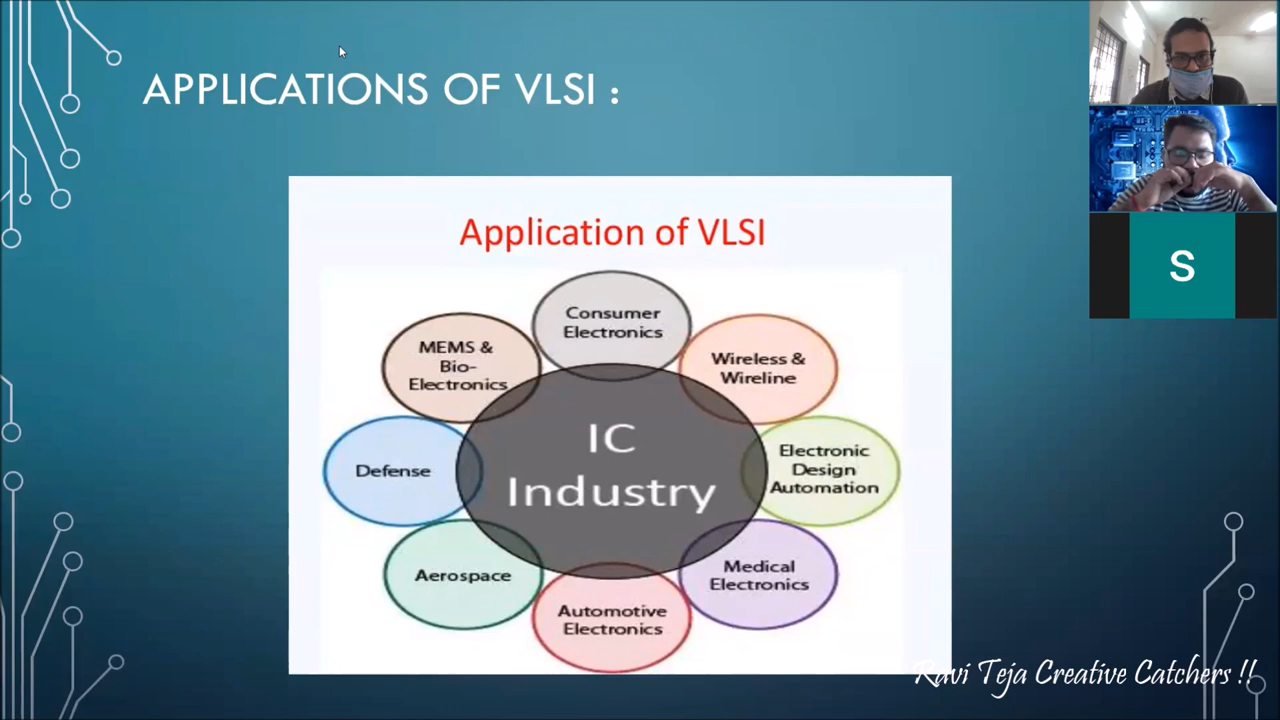 APPLICATIONS OF VLSI :
S
Application of VLSI
Consumer
Electronics
MEMS &
Bio-
Electronics
Wireless &
Wireline
IC
Industry
Defense
Electronic
Design
Automation
Aerospace
Medical
Electronics
Automotive
Electronics
Ravi Teja Creative Catchers !!